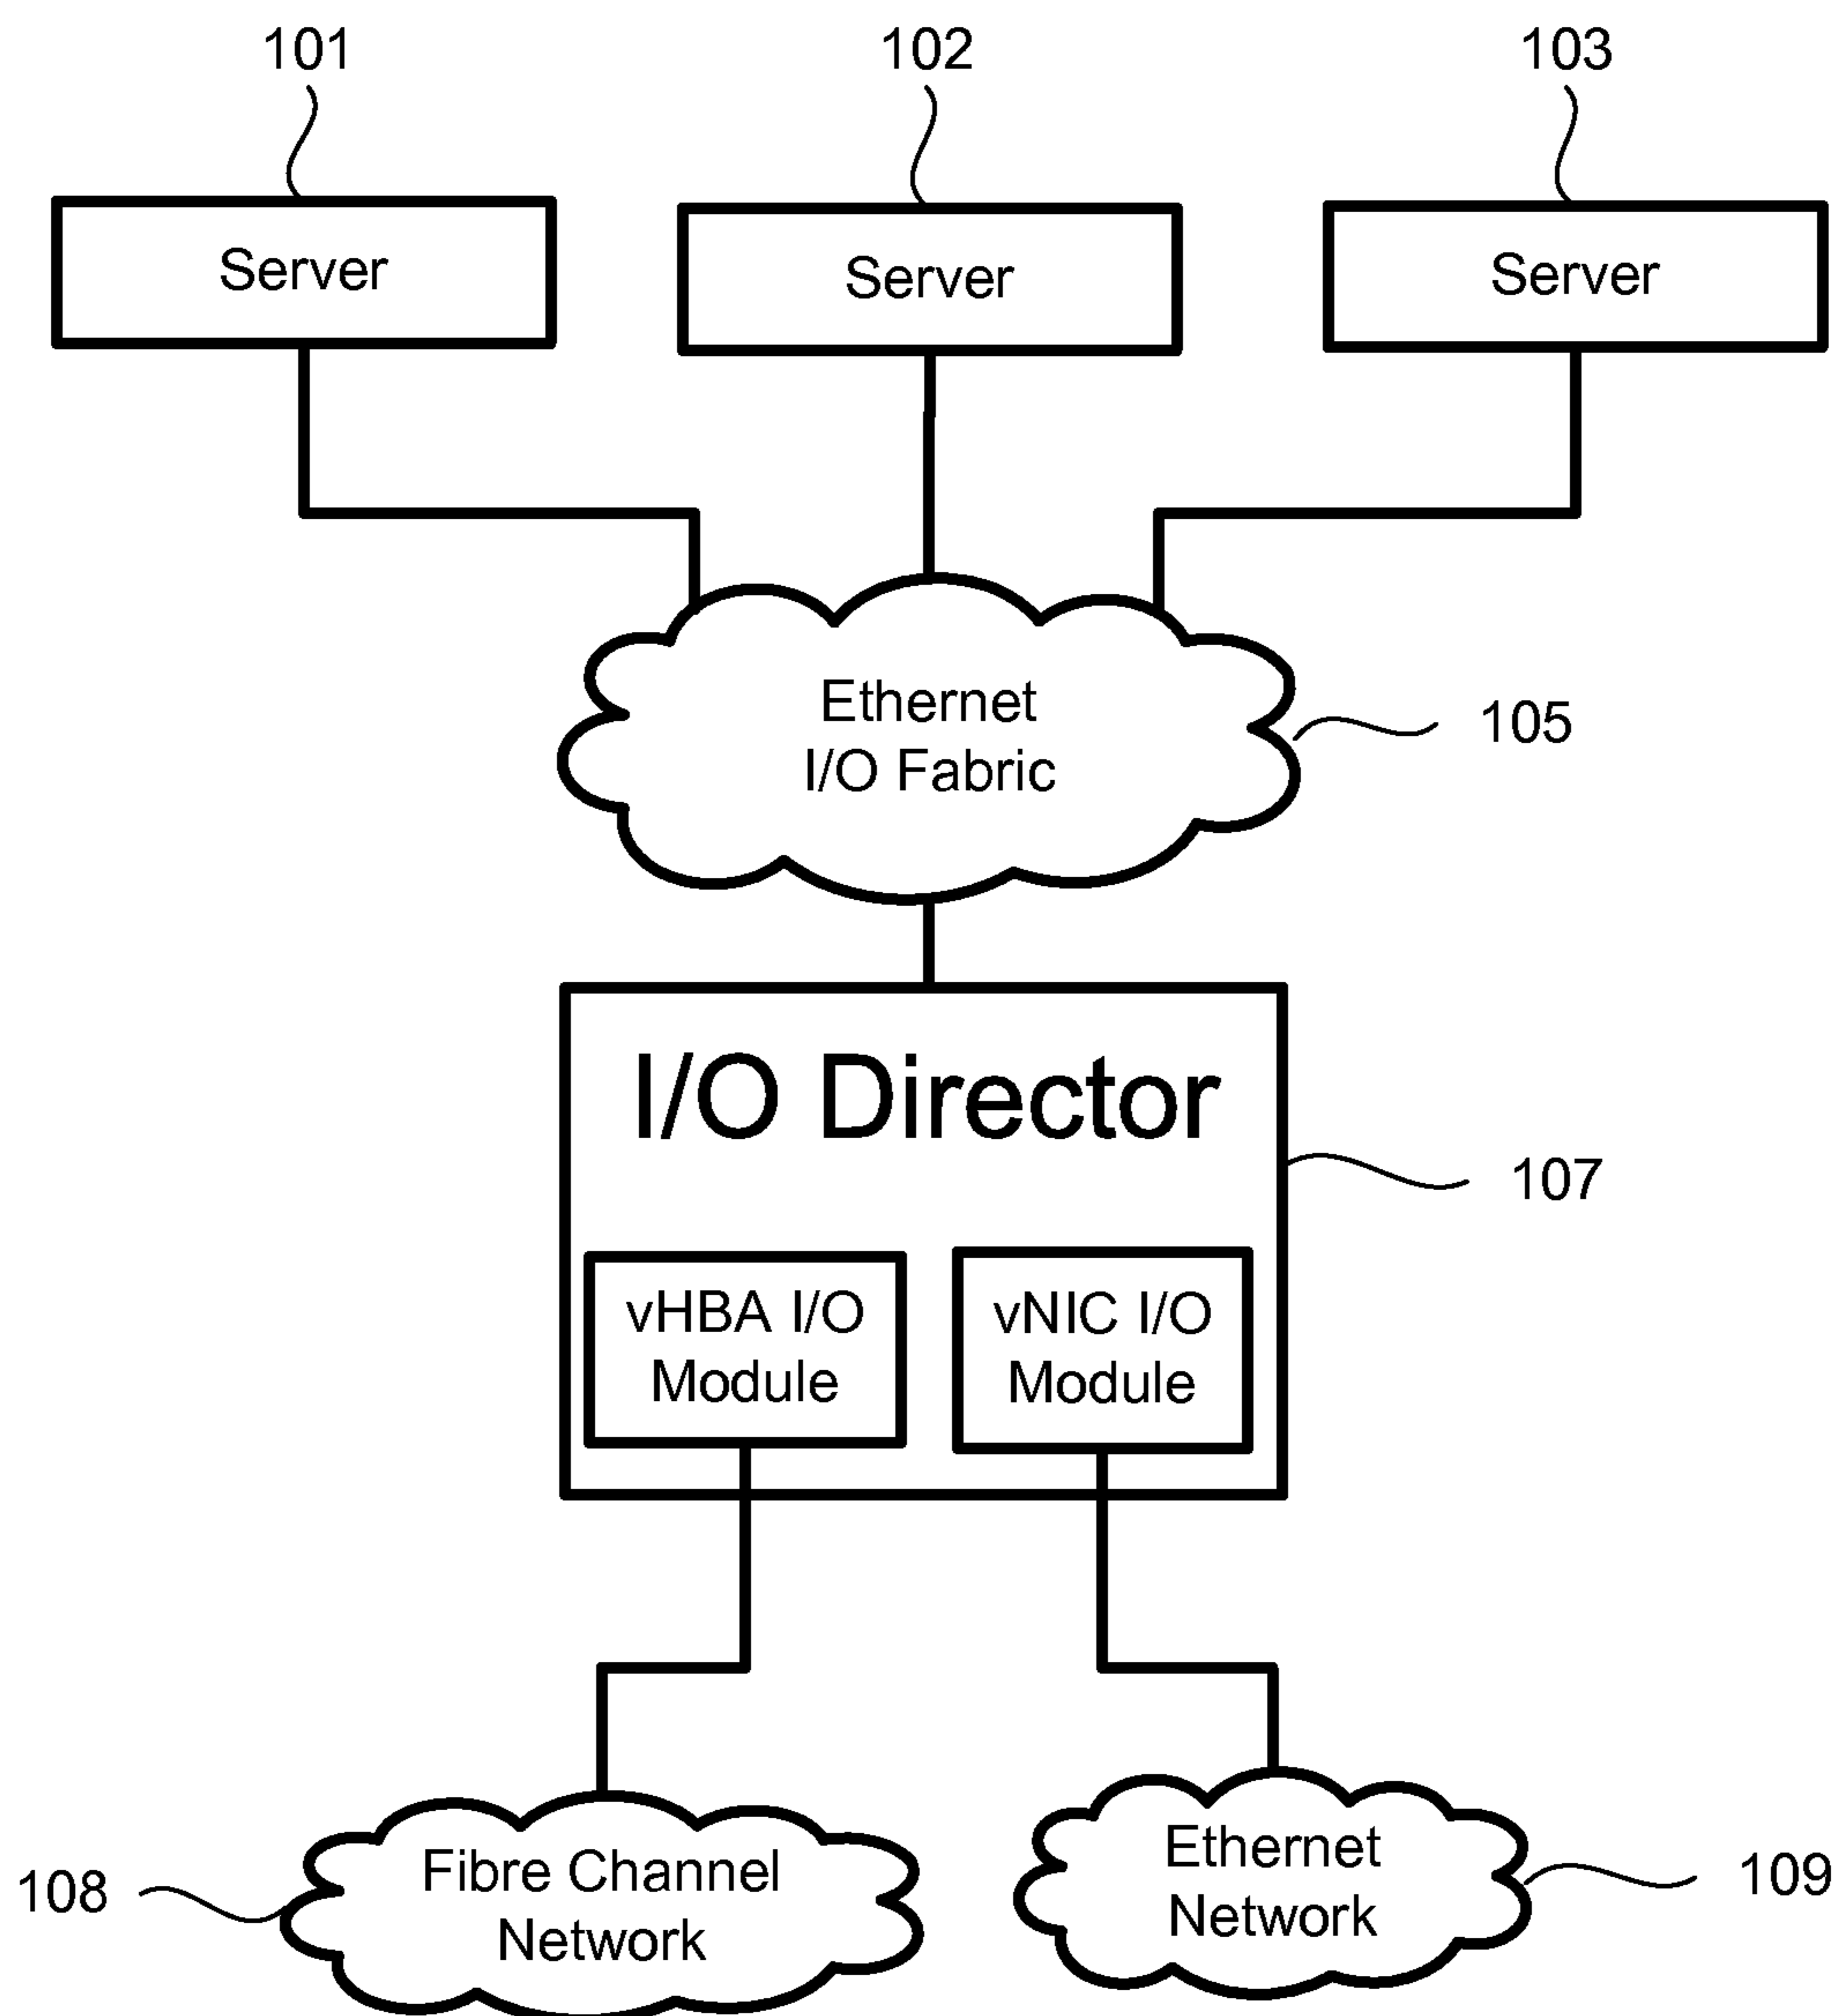 101
102
103
Server
Server
Server
Ethernet
I/O Fabric
105
I/O Director
107
vHBA I/O
Module
vNIC I/O
Module
Fibre Channel
Network
108
Ethernet
Network
109